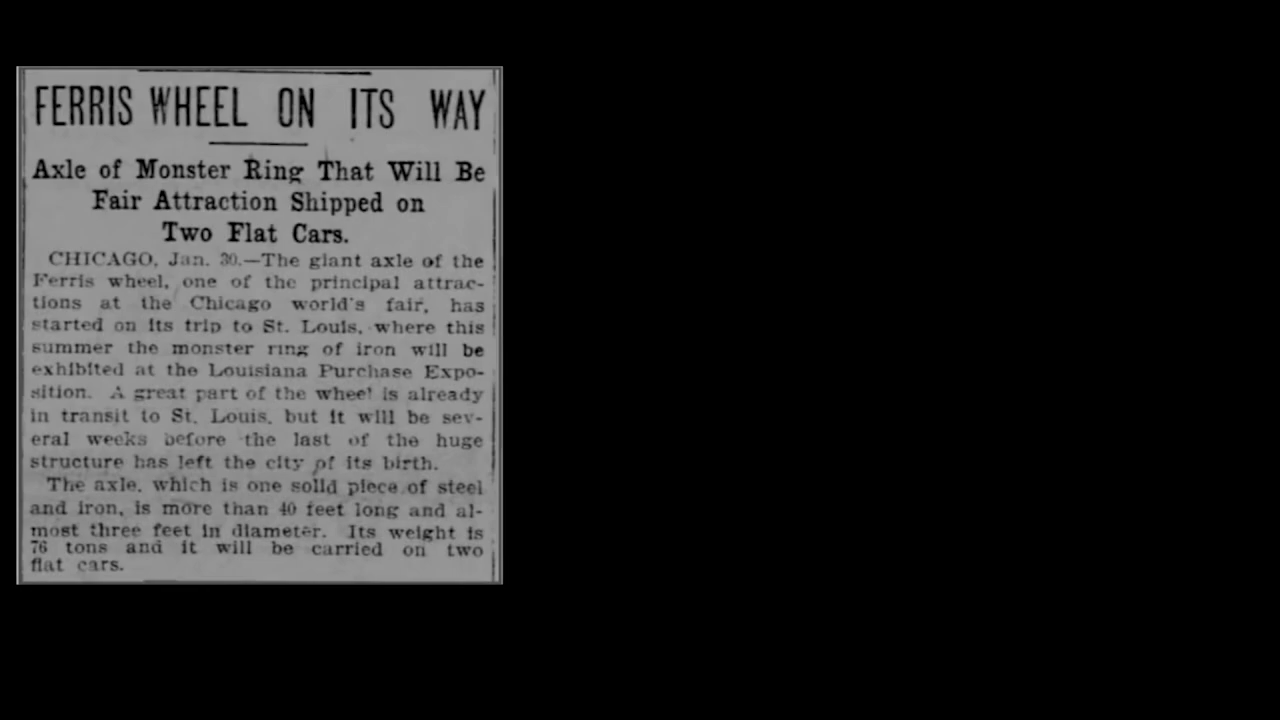 FERRIS WHEEL ON ITS WAY
Axle of Monster Ring That Will Be
Fair Attraction Shipped on
Two Flat Cars.
CHICAGO, Jan. 30.—The giant axle of the
Ferris wheel, one of the principal attrac-
tions at the Chicago world's fair, has
started on its trip to St. Louis, where this
summer the monster ring of iron will be
exhibited at the Louisiana Purchase Expo-
sition. A great part of the wheel is already
in transit to St. Louis, but it will be sev-
eral weeks before the last of the huge
structure has left the city of its birth.
The axle, which is one solid piece of steel
and iron, is more than 40 feet long and al-
most three feet in diameter. Its weight is
76 tons and it will be carried on two
flat cars.